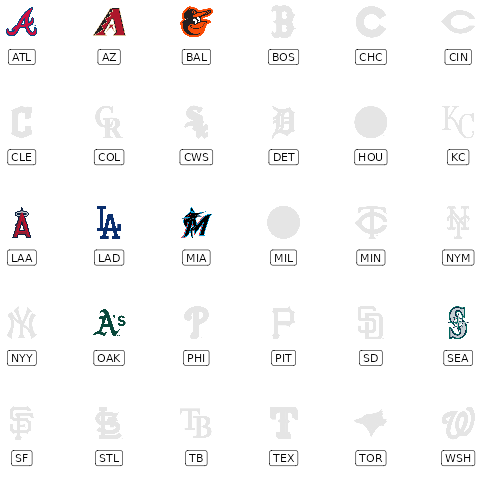 ATL AZ BAL BOS CHC CIN
CLE COL CWS DET HOU KC
LAA LAD MIA MIL MIN NYM
NYY OAK PHI PIT SD SEA
SF STL TB TEX TOR WSH